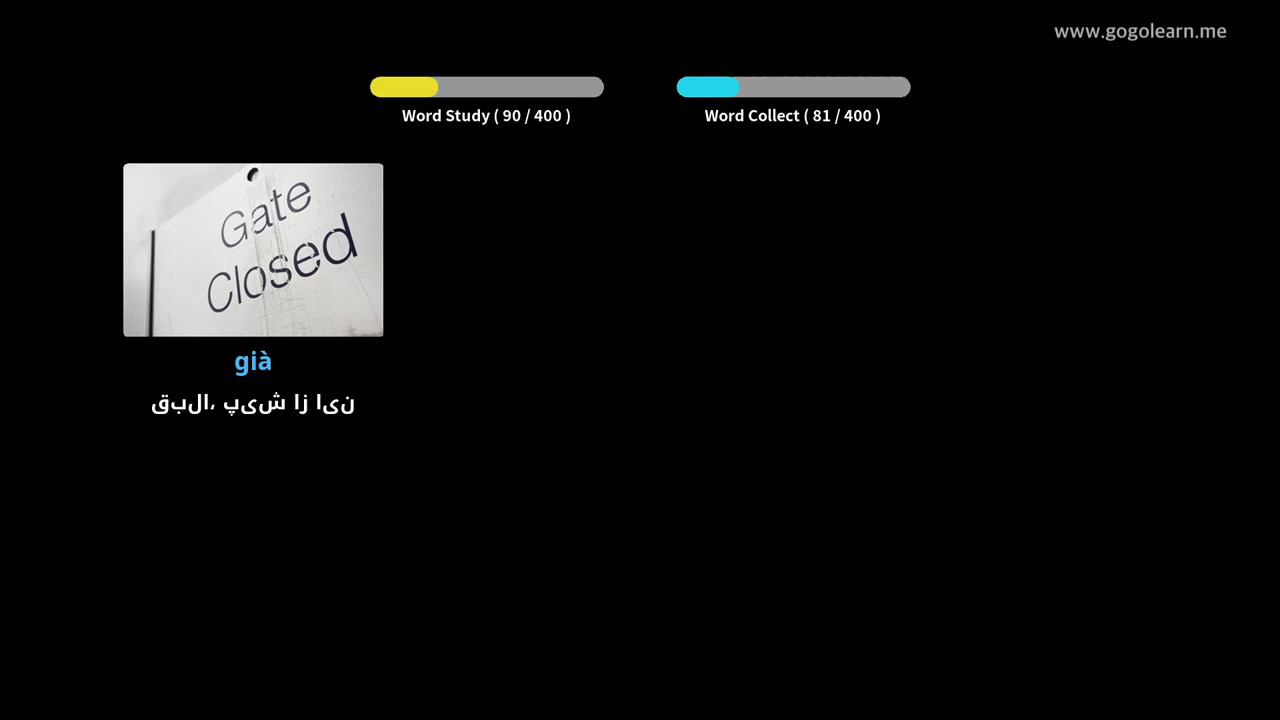 www.gogolearn.me
Word Study ( 90 / 400 )
Word Collect ( 81 / 400 )
Gate
Closed
già
قبلا، پیش از این